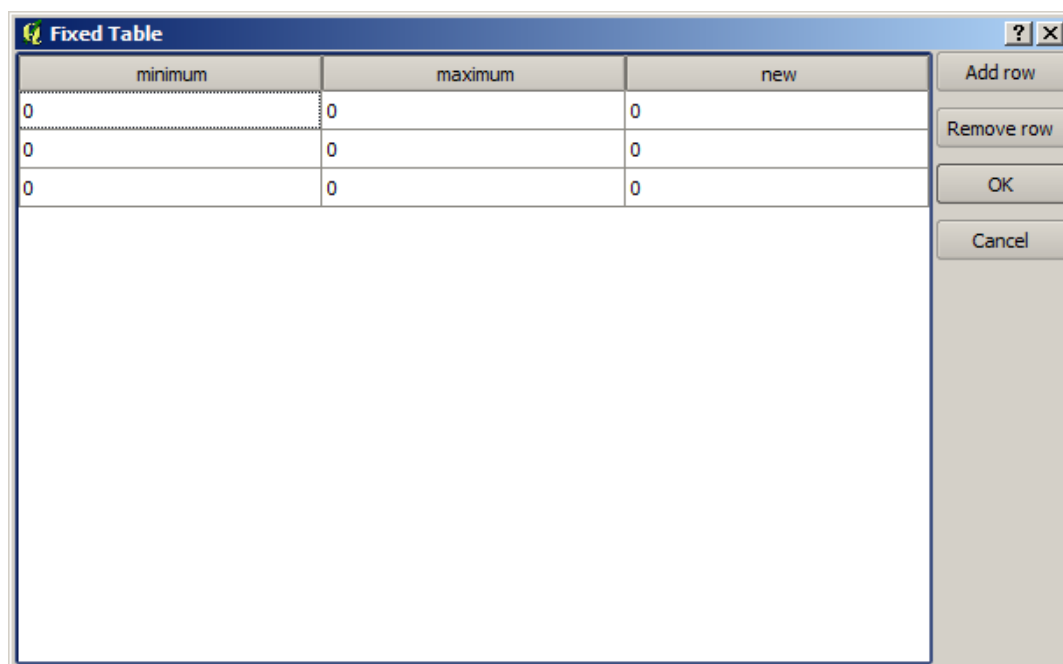 Fixed Table
minimum maximum new
0 0 0
0 0 0
0 0 0
Add row
Remove row
OK
Cancel